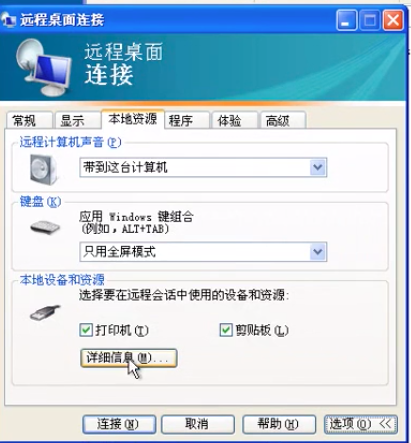 远程桌面连接
远程桌面
连接
常规 显示 本地资源 程序 体验 高级
远程计算机声音(P)
带到这台计算机
键盘(K)
应用 Windows 键组合
(例如，ALT+TAB)
只用全屏模式
本地设备和资源
选择要在远程会话中使用的设备和资源:
打印机(T) 剪贴板(L)
详细信息(M)...
连接(N) 取消 帮助(H) 选项(O) <<